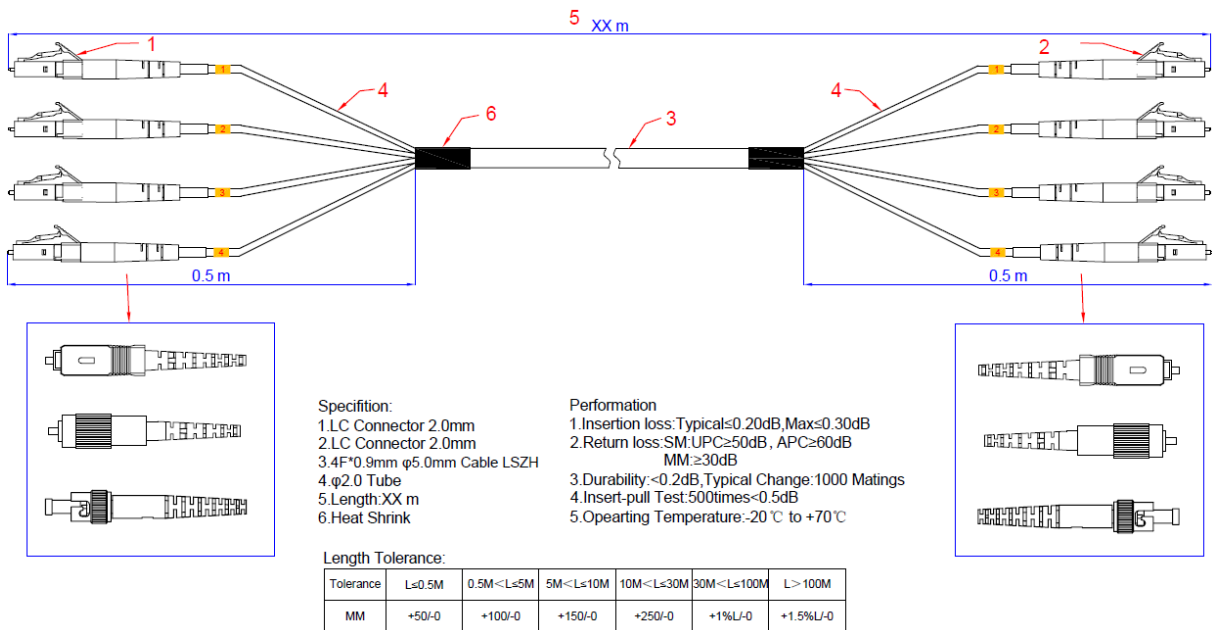 5
XX m
1
2
1
1
4
4
6
3
2
2
3
3
4
4
0.5 m
0.5 m
Specifition:
1.LC Connector 2.0mm
2.LC Connector 2.0mm
3.4F*0.9mm φ5.0mm Cable LSZH
4.φ2.0 Tube
5.Length:XX m
6.Heat Shrink
Perfomation
1.Insertion loss:Typical≤0.20dB,Max≤0.30dB
2.Return loss:SM:UPC≥50dB, APC≥60dB
MM:≥30dB
3.Durability:<0.2dB,Typical Change:1000 Matings
4.Insert-pull Test:500times<0.5dB
5.Opearting Temperature:-20℃ to +70℃
Length Tolerance:
Tolerance L≤0.5M 0.5M<L≤5M 5M<L≤10M 10M<L≤30M 30M<L≤100M L>100M
MM +50/-0 +100/-0 +150/-0 +250/-0 +1%L/-0 +1.5%L/-0